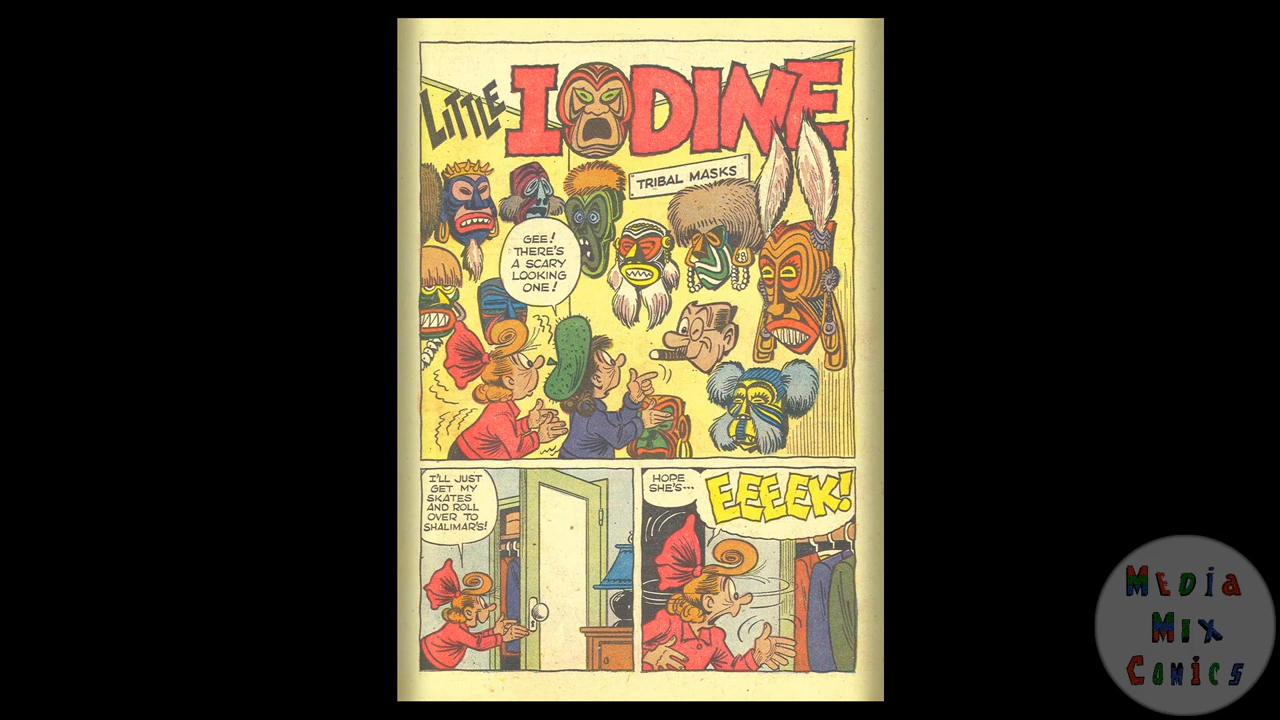 LITTLE IODINE
TRIBAL MASKS
GEE!
THERE'S
A SCARY
LOOKING
ONE!
I'LL JUST
GET MY
SKATES
AND ROLL
OVER TO
SHALIMAR'S!
HOPE
SHE'S---
EEEEK!
MEDiA
MiX
COMiCS